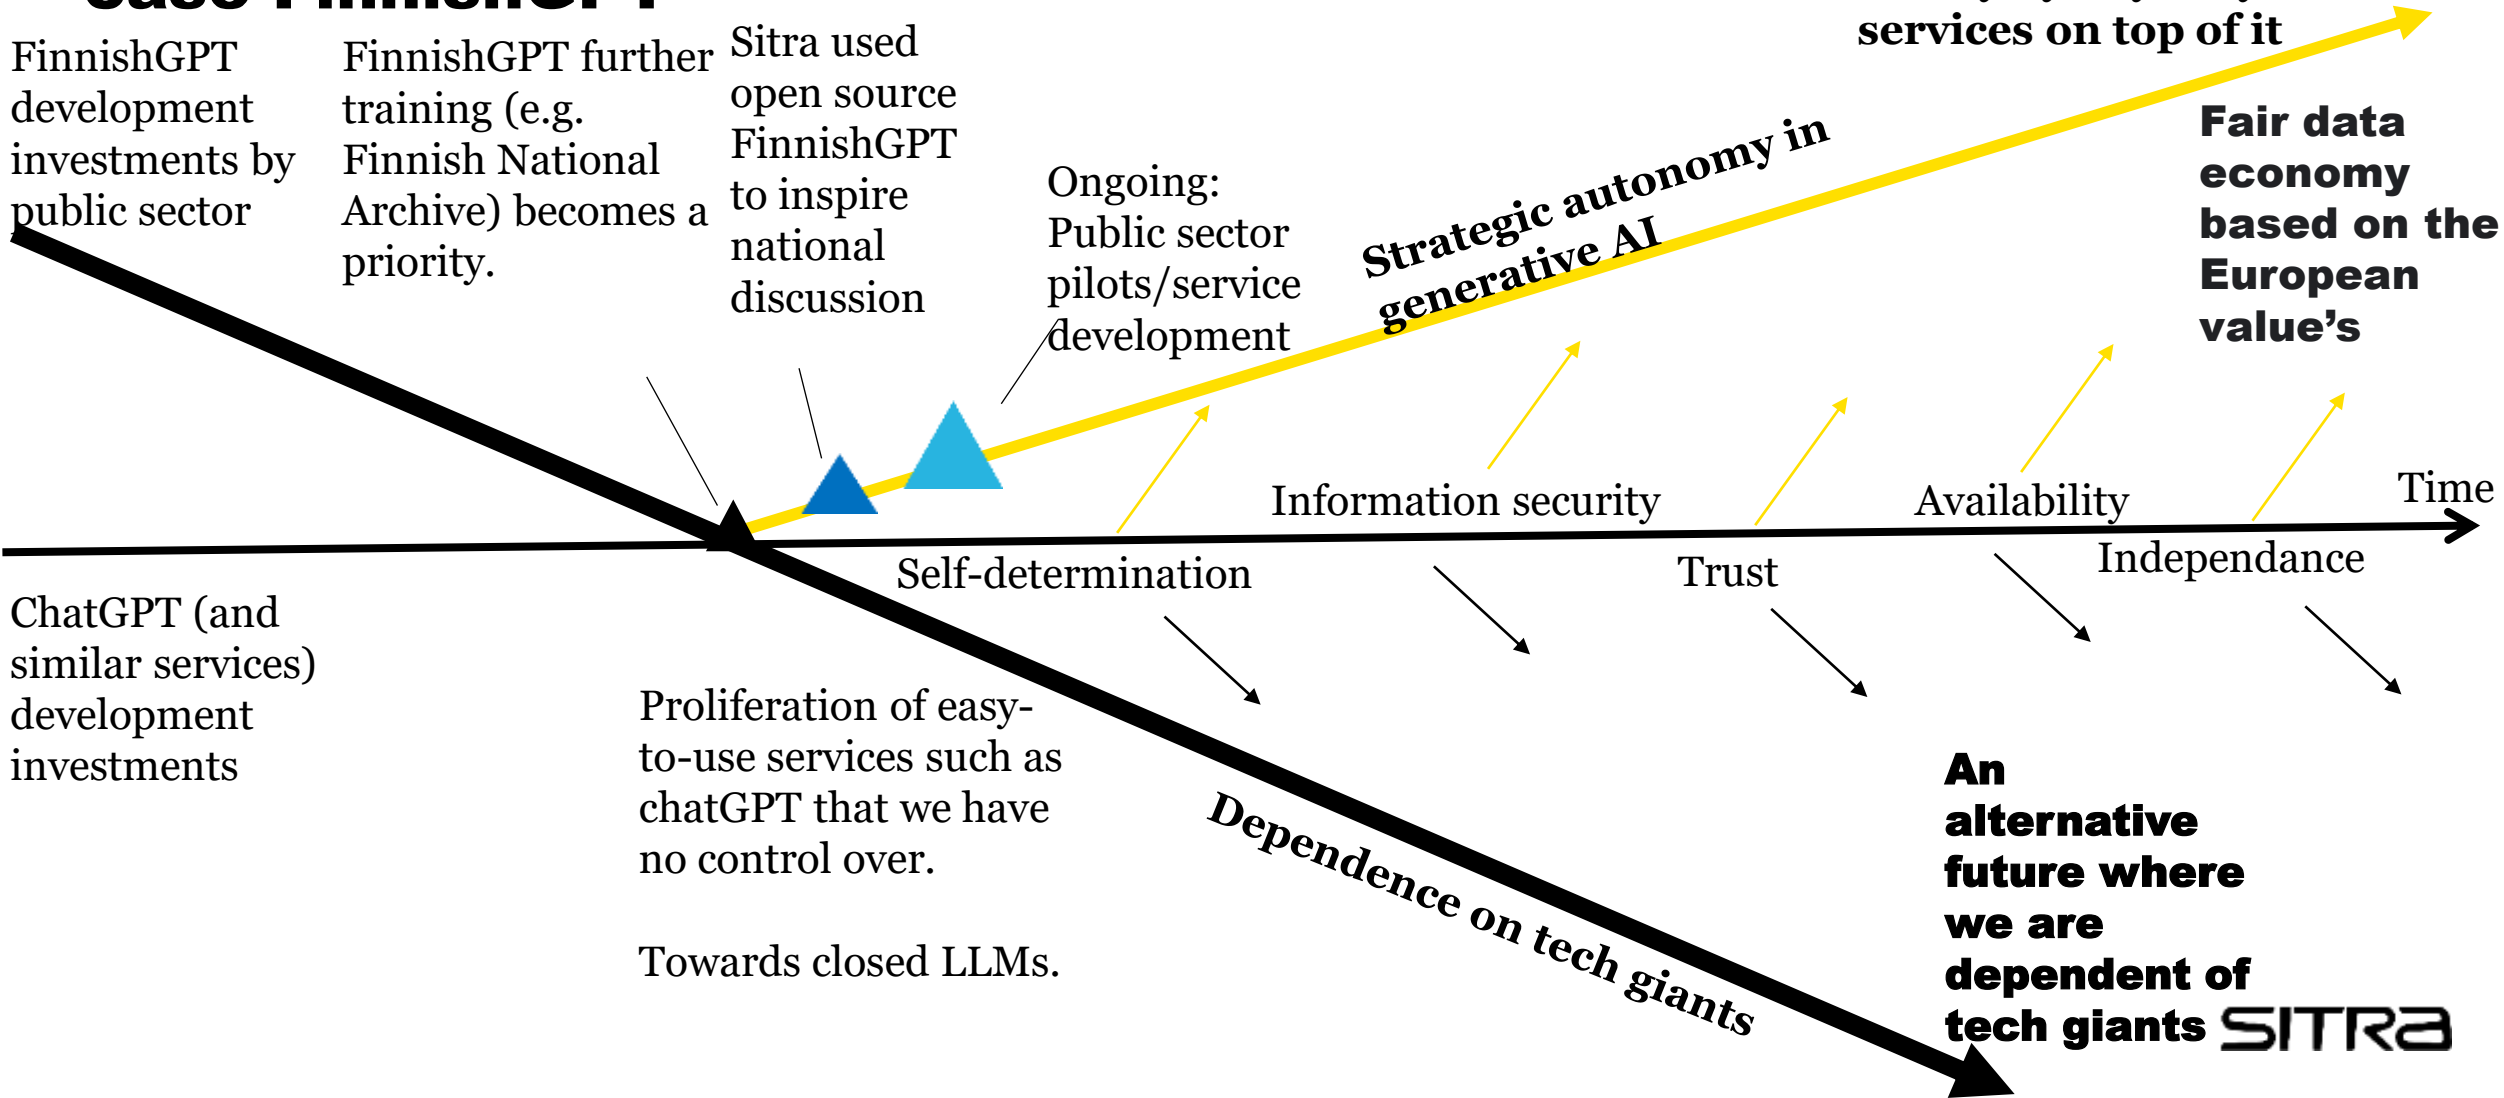 FinnishGPT
development
investments by
public sector
FinnishGPT further
training (e.g.
Finnish National
Archive) becomes a
priority.
Sitra used
open source
FinnishGPT
to inspire
national
discussion
Ongoing:
Public sector
pilots/service
development
Strategic autonomy in
generative AI
services on top of it
Fair data
economy
based on the
European
value’s
Time
Information security
Availability
Self-determination
Trust
Independance
ChatGPT (and
similar services)
development
investments
Proliferation of easy-
to-use services such as
chatGPT that we have
no control over.
Towards closed LLMs.
Dependence on tech giants
An
alternative
future where
we are
dependent of
tech giants
SITRA